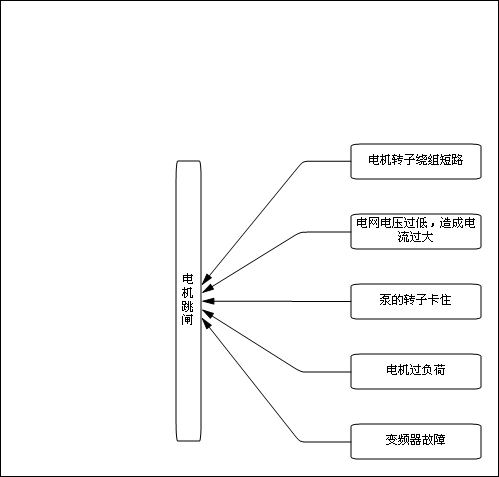 电机转子绕组短路
电网电压过低，造成电
流过大
电
机
跳
闸
泵的转子卡住
电机过负荷
变频器故障